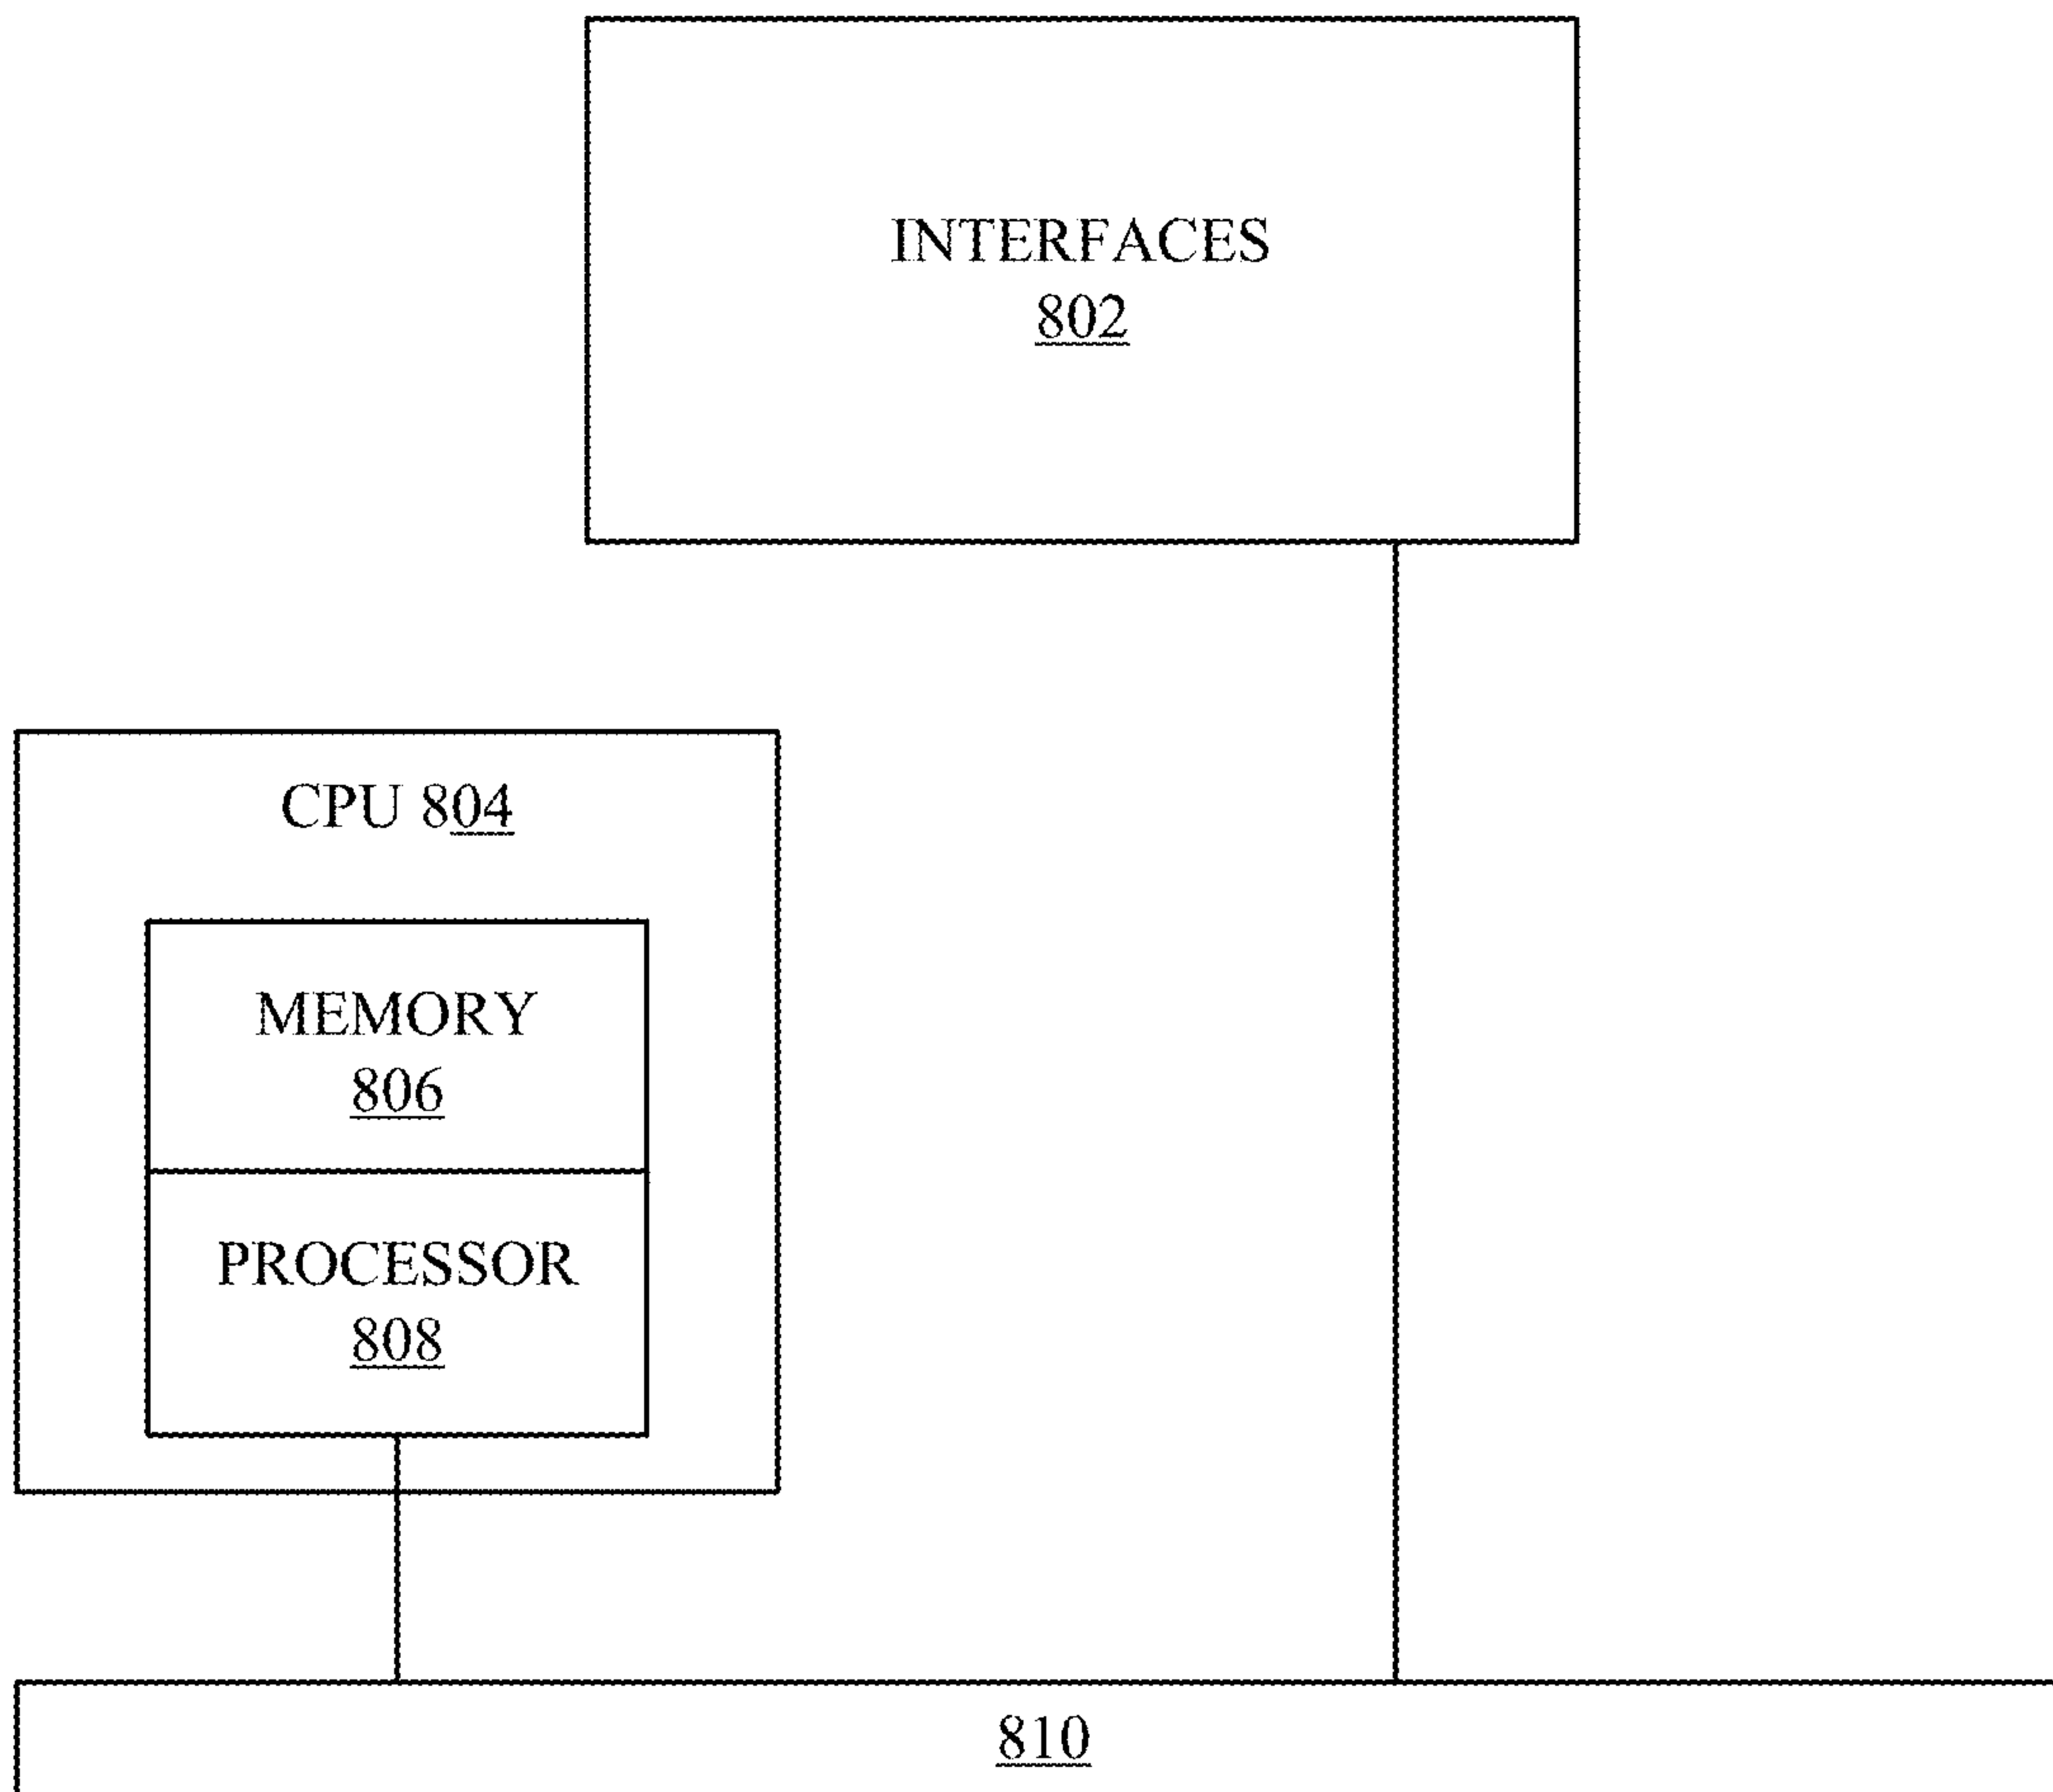 INTERFACES
802
CPU 804
MEMORY
806
PROCESSOR
808
810